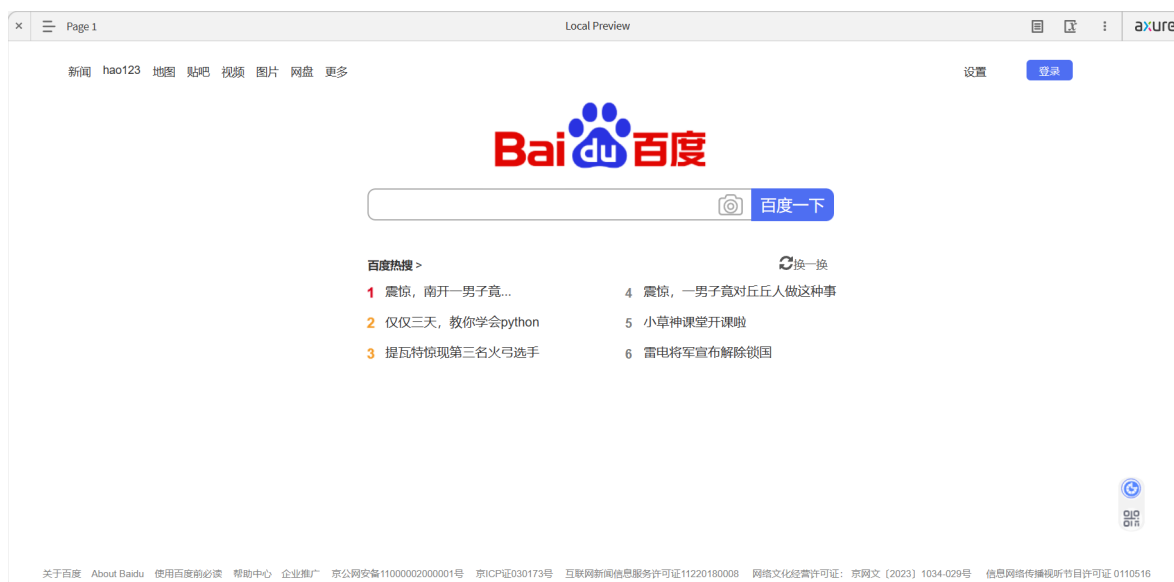 Page 1 Local Preview axure
新闻 hao123 地图 贴吧 视频 图片 网盘 更多 设置 登录
Bai du 百度
百度一下
百度热搜 > 换一换
1 震惊，南开一男子竟... 4 震惊，一男子竟对丘丘人做这种事
2 仅仅三天，教你学会python 5 小草神课堂开课啦
3 提瓦特惊现第三名火弓选手 6 雷电将军宣布解除锁国
关于百度 About Baidu 使用百度前必读 帮助中心 企业推广 京公网安备11000002000001号 京ICP证030173号 互联网新闻信息服务许可证11220180008 网络文化经营许可证： 京网文〔2023〕1034-029号 信息网络传播视听节目许可证 0110516